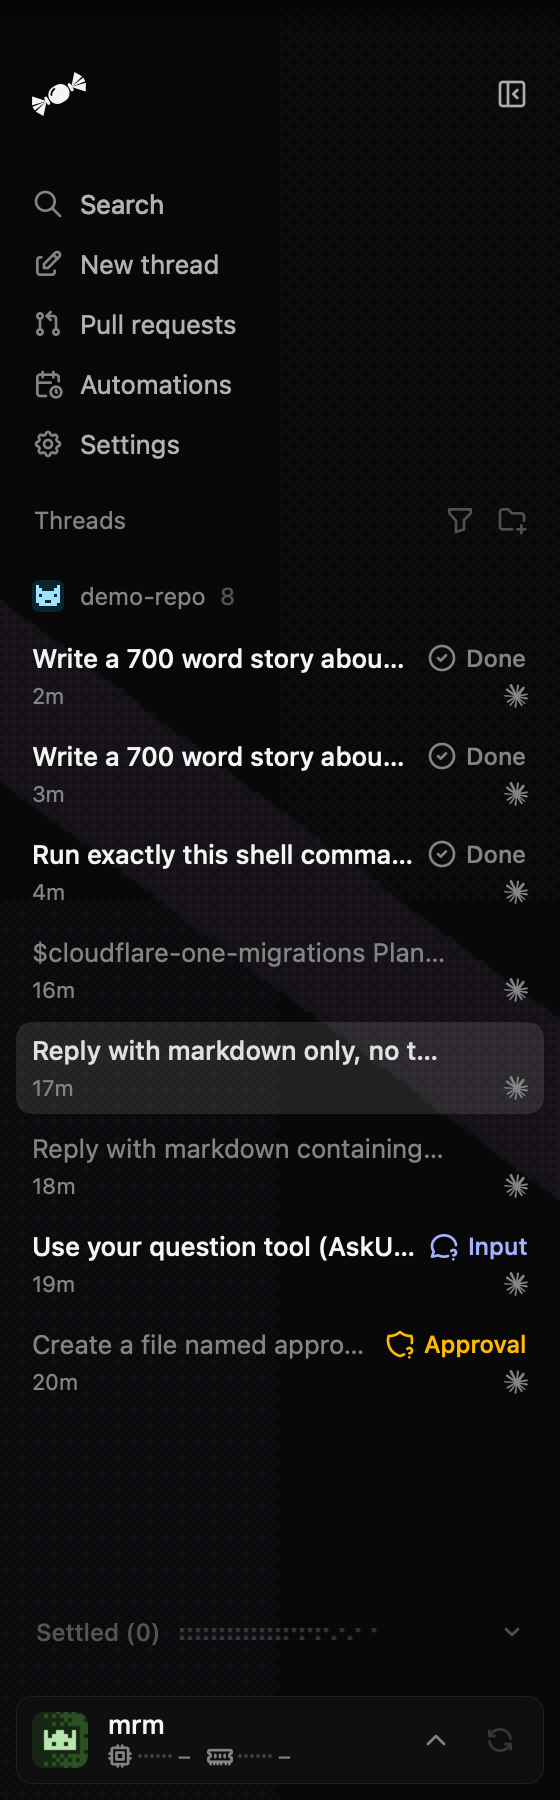 Search
New thread
Pull requests
Automations
Settings
Threads
demo-repo 8
Write a 700 word story abou... Done
2m
Write a 700 word story abou... Done
3m
Run exactly this shell comma... Done
4m
$cloudflare-one-migrations Plan...
16m
Reply with markdown only, no t...
17m
Reply with markdown containing...
18m
Use your question tool (AskU... Input
19m
Create a file named appro... Approval
20m
Settled (0)
mrm
– –